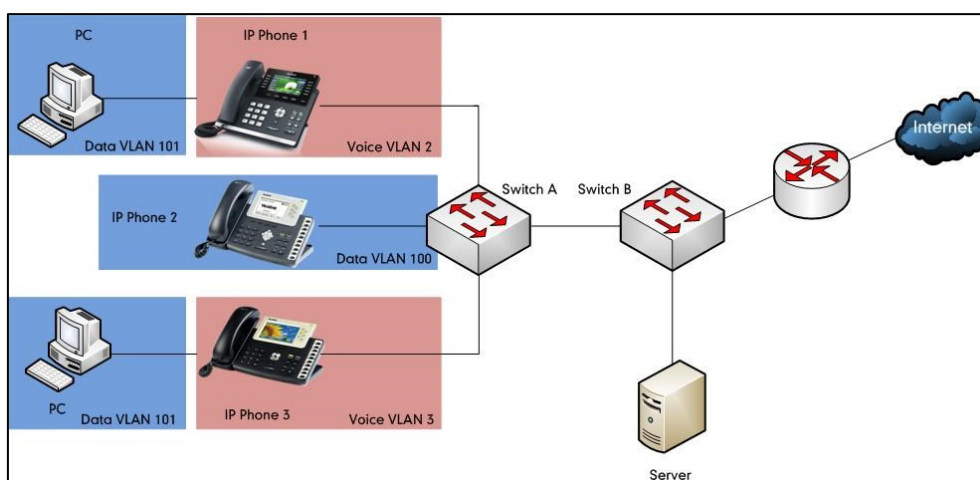 PC
IP Phone 1
Data VLAN 101
Voice VLAN 2
IP Phone 2
Data VLAN 100
Switch A
Switch B
Internet
PC
Data VLAN 101
IP Phone 3
Voice VLAN 3
Server